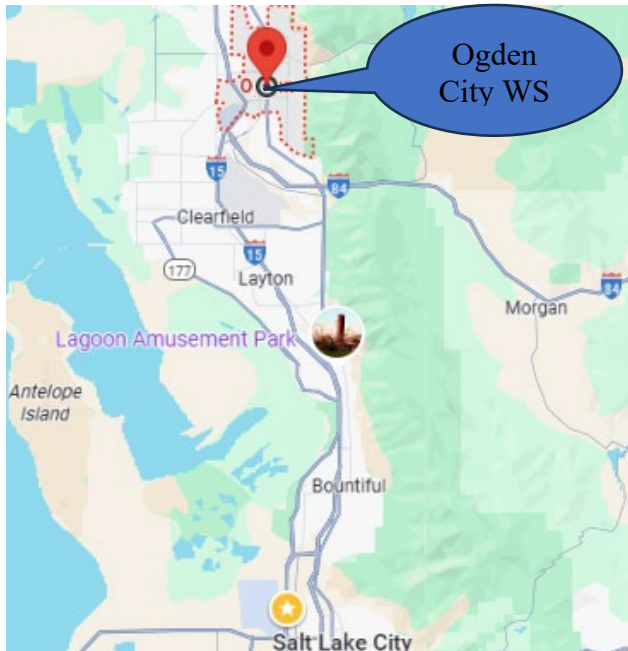 Ogden
City WS
O
15
84
Clearfield
177
15
Layton
84
Morgan
Lagoon Amusement Park
Antelope
Island
Bountiful
Salt Lake City